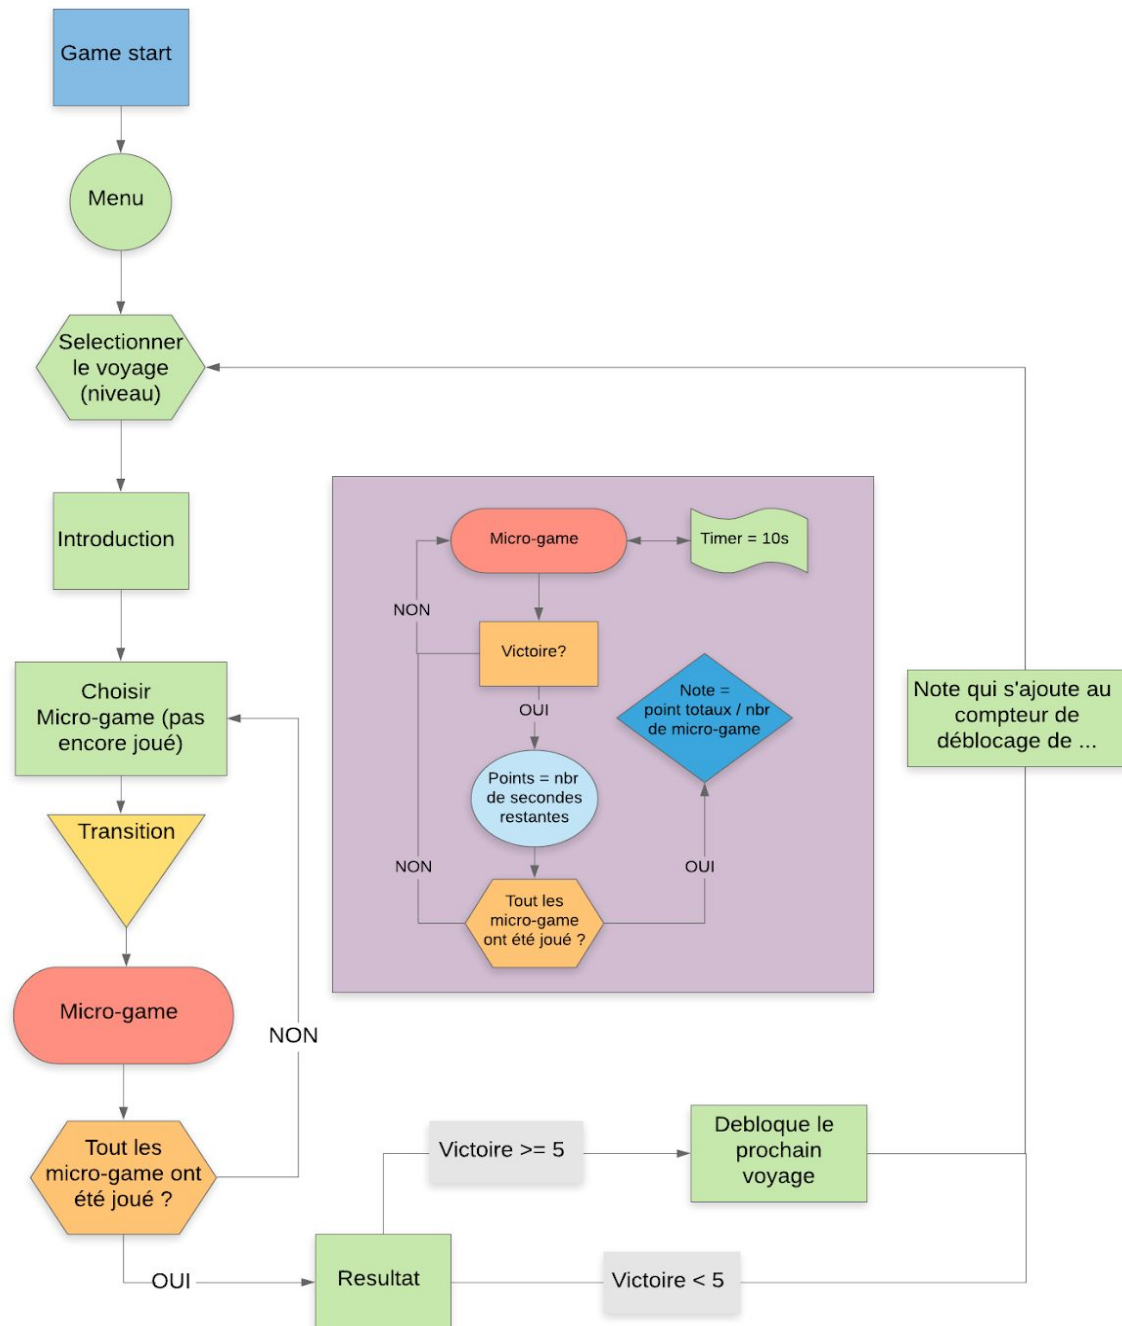 Game start
Menu
Selectionner
le voyage
(niveau)
Introduction
Choisir
Micro-game (pas
encore joué)
Transition
Micro-game
NON
Tout les
micro-game ont
été joué ?
OUI
Resultat
Victoire >= 5
Victoire < 5
Debloque le
prochain
voyage
Note qui s'ajoute au
compteur de
déblocage de ...
Micro-game
Timer = 10s
NON
Victoire?
OUI
Points = nbr
de secondes
restantes
NON
Tout les
micro-game
ont été joué ?
OUI
Note =
point totaux / nbr
de micro-game